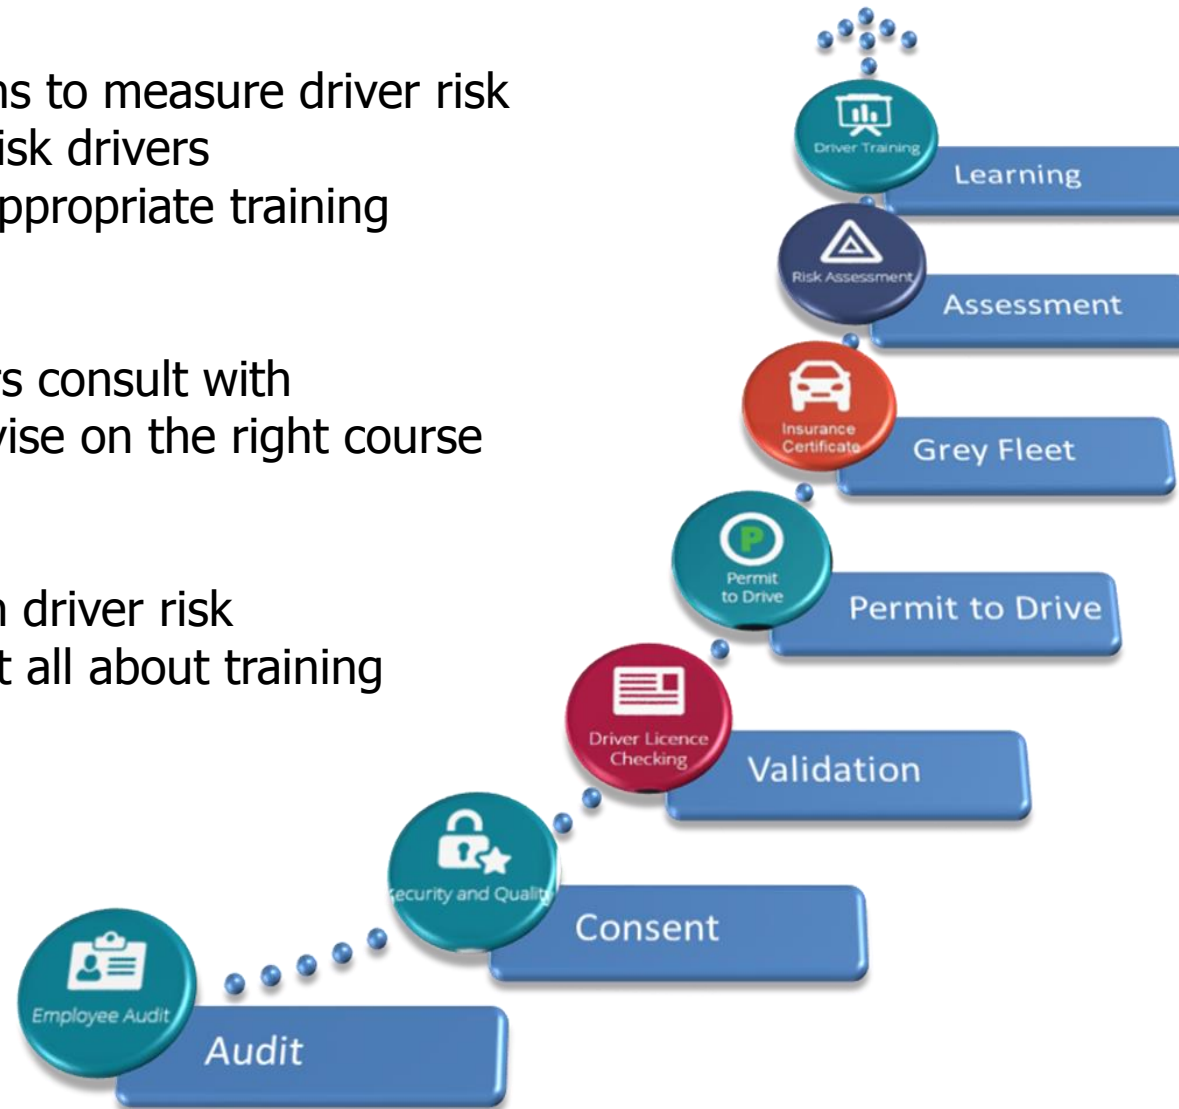 ns to measure driver risk
isk drivers
ppropriate training
rs consult with
vise on the right course
n driver risk
t all about training
Driver Training
Learning
Risk Assessment
Assessment
Insurance
Certificate
Grey Fleet
P
Permit
to Drive
Permit to Drive
Driver Licence
Checking
Validation
ecurity and Quality
Consent
Employee Audit
Audit